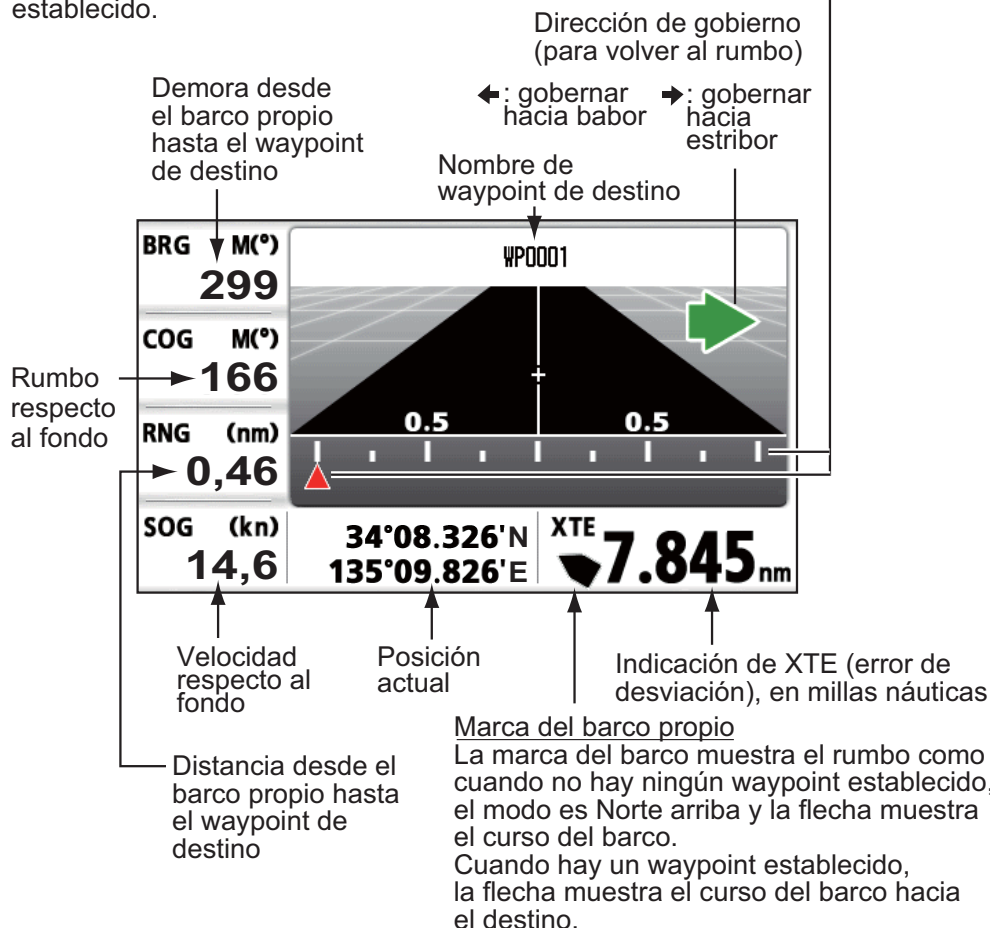 establecido.
Dirección de gobierno
(para volver al rumbo)
Demora desde
el barco propio
hasta el waypoint
de destino
: gobernar
hacia babor
: gobernar
hacia
estribor
Nombre de
waypoint de destino
BRG M(°)
299
WP0001
COG M(°)
166
Rumbo
respecto
al fondo
0.5 0.5
RNG (nm)
0,46
SOG (kn)
14,6
34°08.326'N
135°09.826'E
XTE
7.845nm
Velocidad
respecto al
fondo
Posición
actual
Indicación de XTE (error de
desviación), en millas náuticas
Marca del barco propio
La marca del barco muestra el rumbo como
cuando no hay ningún waypoint establecido,
el modo es Norte arriba y la flecha muestra
el curso del barco.
Cuando hay un waypoint establecido,
la flecha muestra el curso del barco hacia
el destino.
Distancia desde el
barco propio hasta
el waypoint de
destino